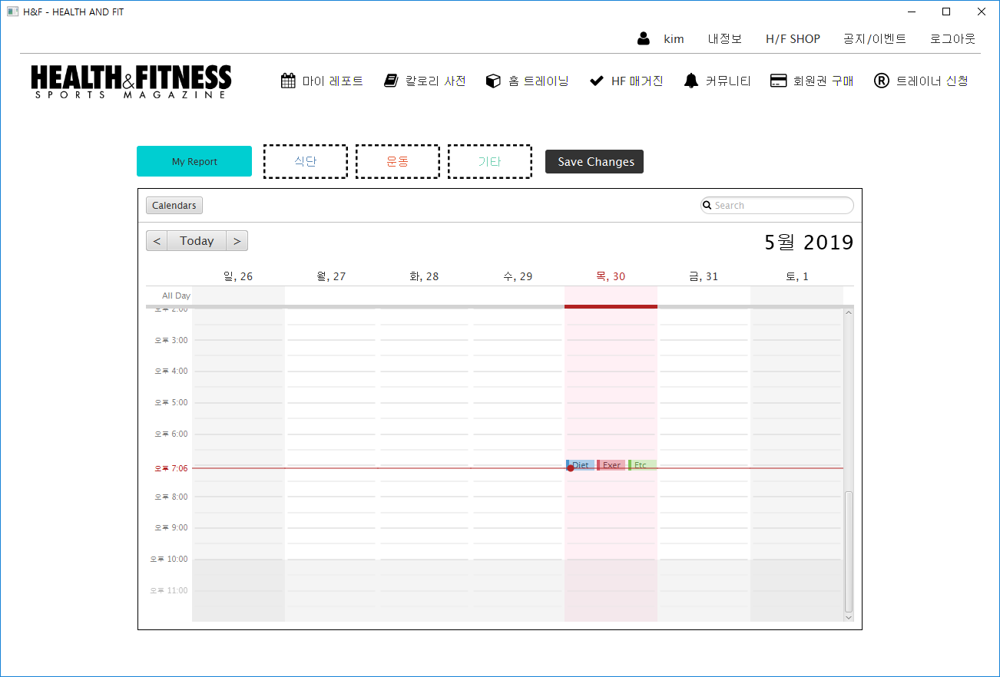 H&F - HEALTH AND FIT
kim 내정보 H/F SHOP 공지/이벤트 로그아웃
HEALTH&FITNESS
SPORTS MAGAZINE
마이 레포트 칼로리 사전 홈 트레이닝 HF 매거진 커뮤니티 회원권 구매 R 트레이너 신청
My Report 식단 운동 기타 Save Changes
Calendars Search
< Today > 5월 2019
일, 26 월, 27 화, 28 수, 29 목, 30 금, 31 토, 1
All Day
오후 2:00
오후 3:00
오후 4:00
오후 5:00
오후 6:00
오후 7:06 Diet Exer Etc
오후 8:00
오후 9:00
오후 10:00
오후 11:00